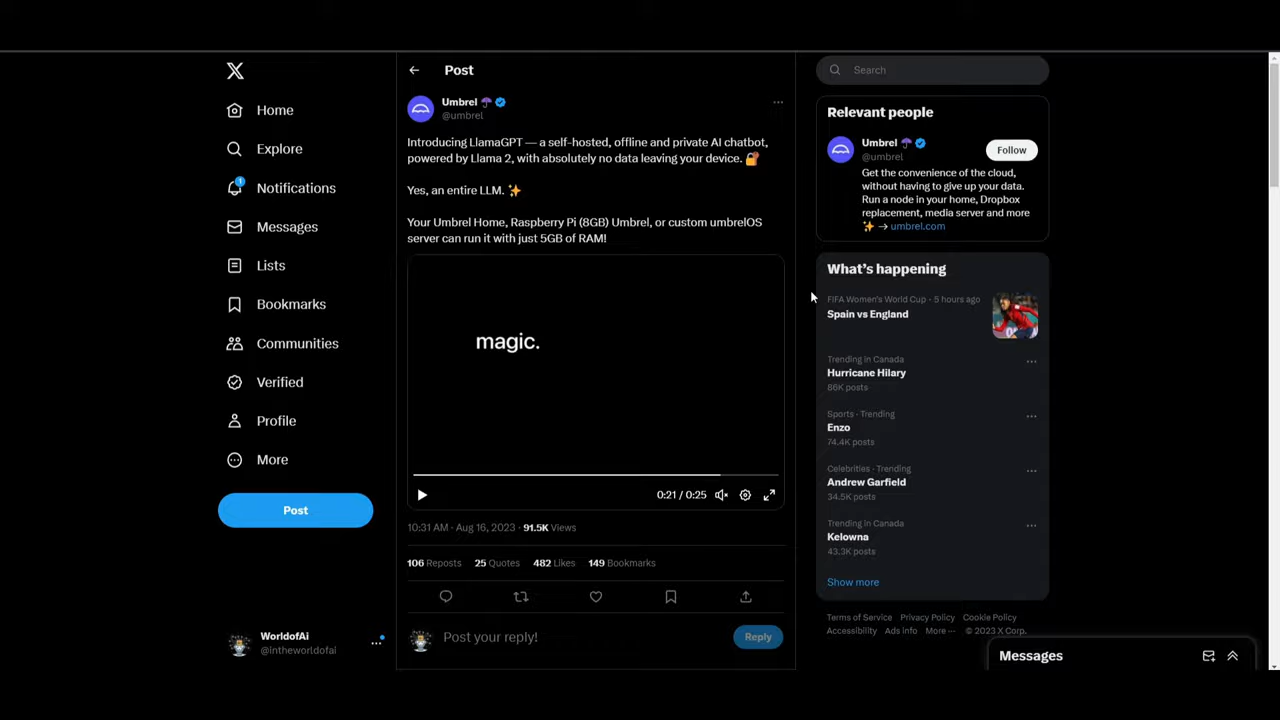 Home
Explore
1
Notifications
Messages
Lists
Bookmarks
Communities
Verified
Profile
More
Post
WorldofAi
@intheworldofai
Post
Umbrel ☂️
@umbrel
Introducing LlamaGPT — a self-hosted, offline and private AI chatbot,
powered by Llama 2, with absolutely no data leaving your device. 🔐
Yes, an entire LLM. ✨
Your Umbrel Home, Raspberry Pi (8GB) Umbrel, or custom umbrelOS
server can run it with just 5GB of RAM!
magic.
0:21 / 0:25
10:31 AM · Aug 16, 2023 · 91.5K Views
106 Reposts 25 Quotes 482 Likes 149 Bookmarks
Post your reply!
Reply
Search
Relevant people
Umbrel ☂️
@umbrel
Follow
Get the convenience of the cloud,
without having to give up your data.
Run a node in your home, Dropbox
replacement, media server and more
✨ → umbrel.com
What's happening
FIFA Women's World Cup · 5 hours ago
Spain vs England
Trending in Canada
Hurricane Hilary
86K posts
Sports · Trending
Enzo
74.4K posts
Celebrities · Trending
Andrew Garfield
34.5K posts
Trending in Canada
Kelowna
43.3K posts
Show more
Terms of Service Privacy Policy Cookie Policy
Accessibility Ads info More ··· © 2023 X Corp.
Messages